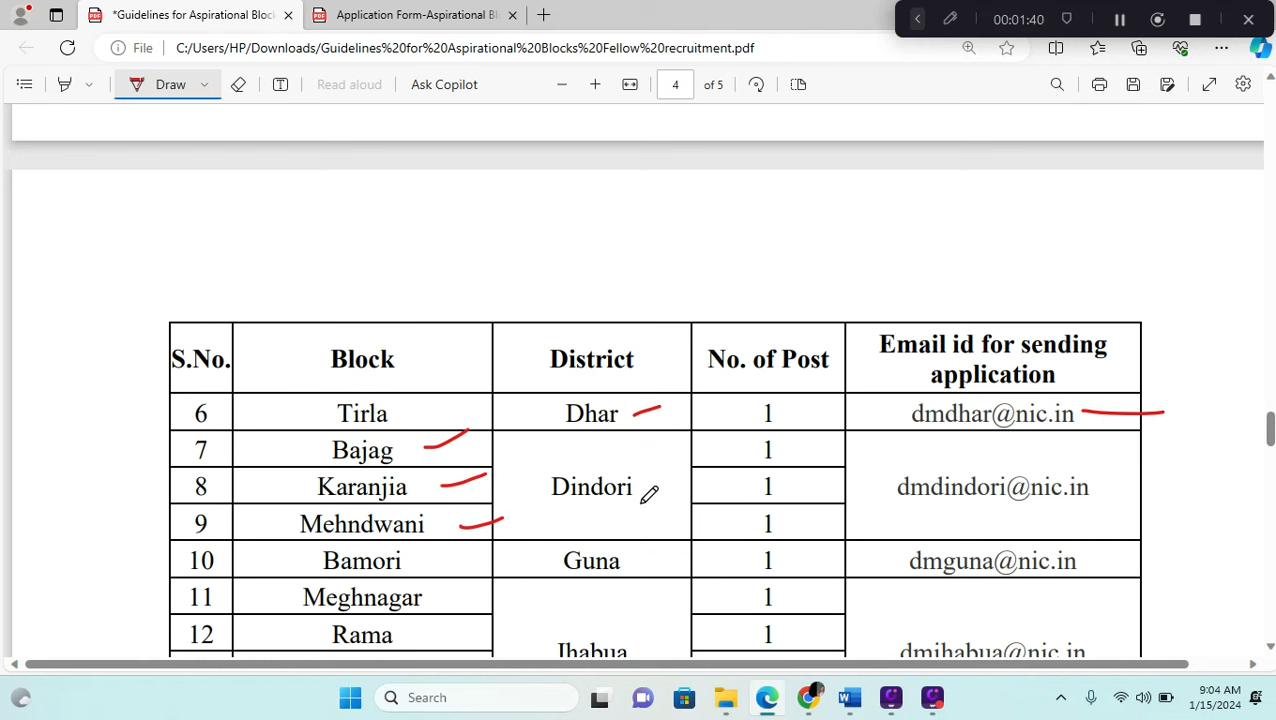 *Guidelines for Aspirational Bloc
Application Form-Aspirational Bl
00:01:40
File
C:/Users/HP/Downloads/Guidelines%20for%20Aspirational%20Blocks%20Fellow%20recruitment.pdf
Draw
Read aloud
Ask Copilot
4
of 5
S.No. Block District No. of Post Email id for sending
application
6 Tirla Dhar 1 dmdhar@nic.in
7 Bajag 1
8 Karanjia Dindori 1 dmdindori@nic.in
9 Mehndwani 1
10 Bamori Guna 1 dmguna@nic.in
11 Meghnagar 1
12 Rama 1
Jhabua dmjhabua@nic.in
Search
9:04 AM
1/15/2024